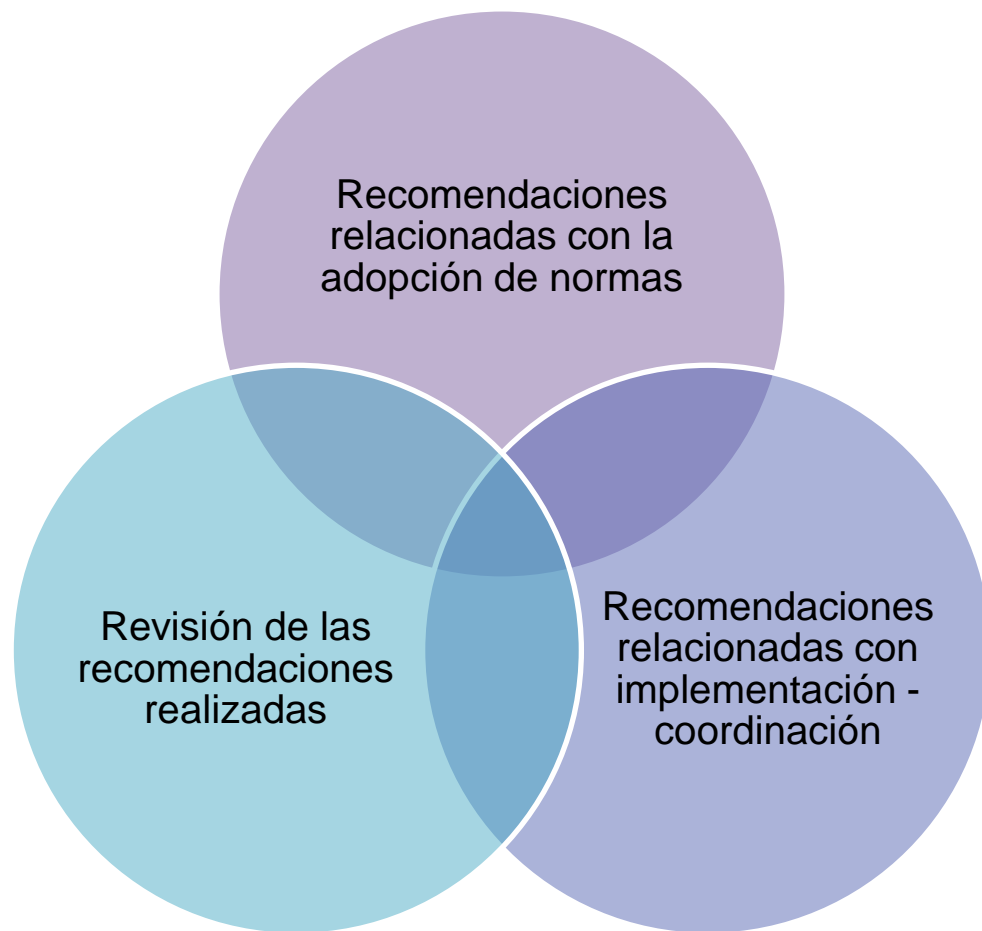 Recomendaciones
relacionadas con la
adopción de normas
Revisión de las
recomendaciones
realizadas
Recomendaciones
relacionadas con
implementación -
coordinación